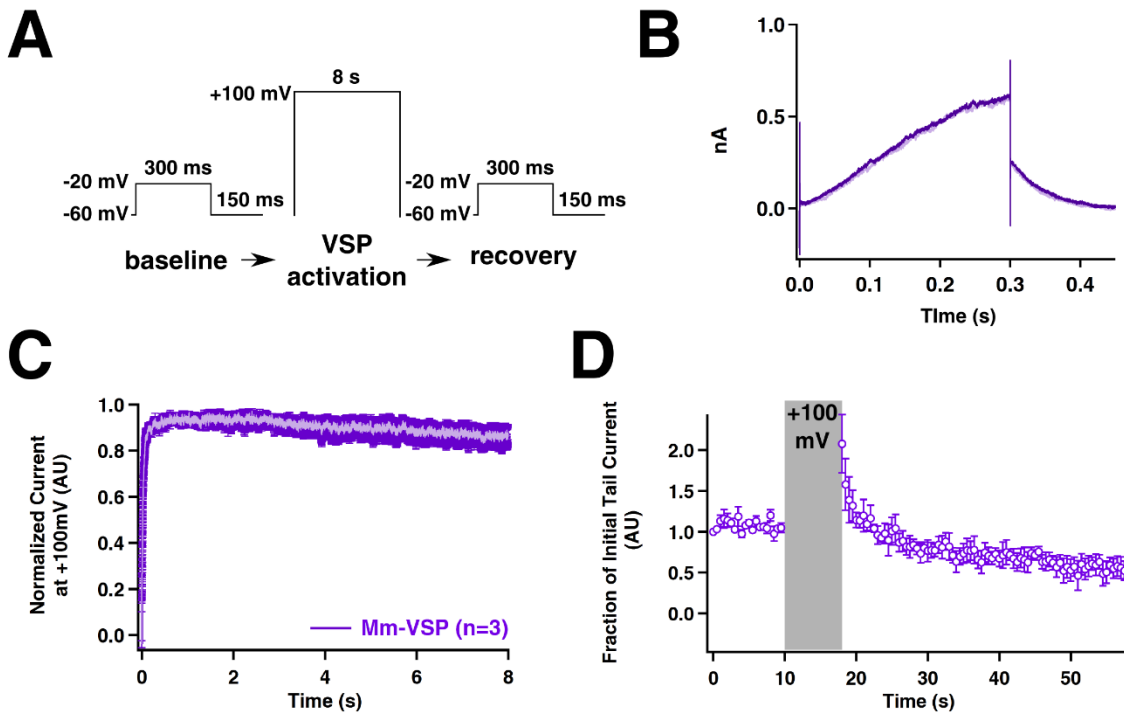 A
8 s
+100 mV
300 ms
300 ms
-20 mV
150 ms
-20 mV
150 ms
-60 mV
-60 mV
baseline
VSP
activation
recovery
B
1.0
0.5
0.0
nA
0.0 0.1 0.2 0.3 0.4
TIme (s)
C
1.0
0.8
0.6
0.4
0.2
0.0
Normalized Current
at +100mV (AU)
Mm-VSP (n=3)
0 2 4 6 8
Time (s)
D
+100
mV
2.0
1.5
1.0
0.5
0.0
Fraction of Initial Tail Current
(AU)
0 10 20 30 40 50
Time (s)